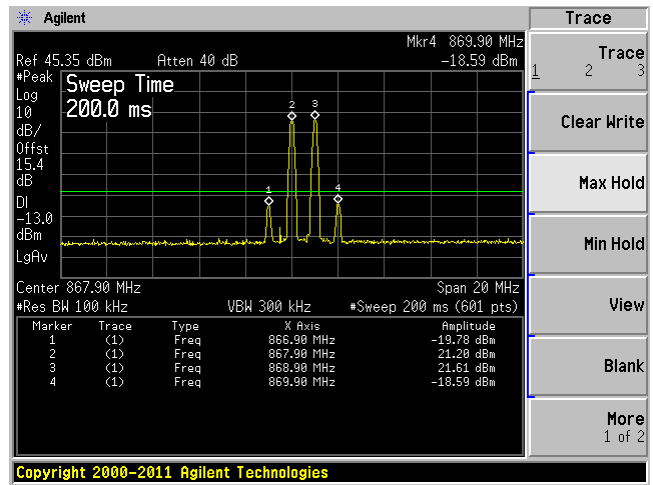 Agilent
Trace
Mkr4 869.90 MHz
Ref 45.35 dBm Atten 40 dB -18.59 dBm
#Peak
Log
10
dB/
Offst
15.4
dB
DI
-13.0
dBm
LgAv
Sweep Time
200.0 ms
1
2
3
4
Center 867.90 MHz Span 20 MHz
#Res BW 100 kHz VBW 300 kHz #Sweep 200 ms (601 pts)
Marker Trace Type X Axis Amplitude
1 (1) Freq 866.90 MHz -19.78 dBm
2 (1) Freq 867.90 MHz 21.20 dBm
3 (1) Freq 868.90 MHz 21.61 dBm
4 (1) Freq 869.90 MHz -18.59 dBm
Trace
1 2 3
Clear Write
Max Hold
Min Hold
View
Blank
More
1 of 2
Copyright 2000-2011 Agilent Technologies